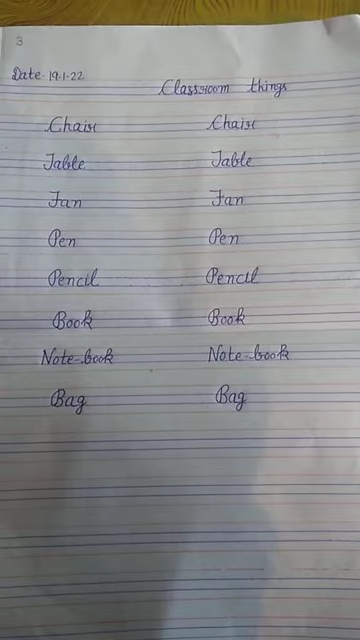 3
Date- 19-1-22
Classroom things
Chair Chair
Table Table
Fan Fan
Pen Pen
Pencil Pencil
Book Book
Note-book Note-book
Bag Bag